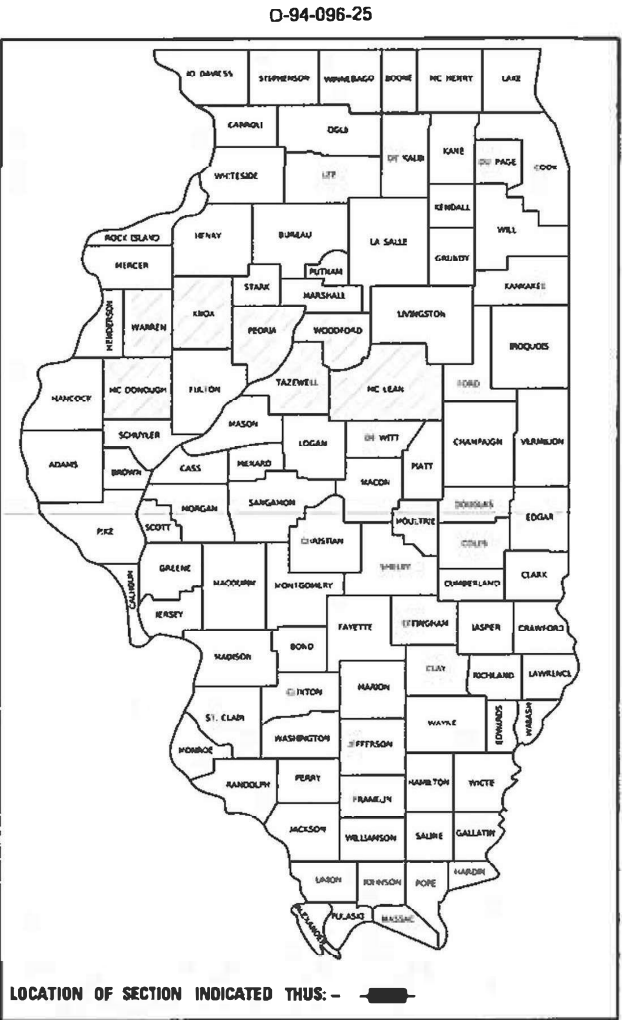 D-94-096-25
JO DAVIESS STEPHENSON WINNEBAGO BOONE MC HENRY LAKE
CARROLL OGLE DE KALB KANE DU PAGE COOK
WHITESIDE LEE KENDALL WILL
ROCK ISLAND HENRY BUREAU LA SALLE GRUNDY
MERCER PUTNAM KANKAKEE
STARK MARSHALL
HENDERSON WARREN KNOX PEORIA WOODFORD LIVINGSTON IROQUOIS
HANCOCK MC DONOUGH FULTON TAZEWELL MC LEAN FORD
MASON
SCHUYLER LOGAN DE WITT CHAMPAIGN VERMILION
ADAMS BROWN CASS MENARD PIATT
MACON
PIKE SCOTT MORGAN SANGAMON MOULTRIE DOUGLAS EDGAR
CHRISTIAN COLES
CALHOUN GREENE MACOUPIN MONTGOMERY SHELBY CUMBERLAND CLARK
JERSEY FAYETTE EFFINGHAM JASPER CRAWFORD
MADISON BOND
CLINTON MARION CLAY RICHLAND LAWRENCE
ST. CLAIR WAYNE EDWARDS WABASH
MONROE WASHINGTON JEFFERSON
RANDOLPH PERRY HAMILTON WHITE
FRANKLIN
JACKSON WILLIAMSON SALINE GALLATIN
UNION JOHNSON POPE HARDIN
ALEXANDER PULASKI MASSAC
LOCATION OF SECTION INDICATED THUS: -